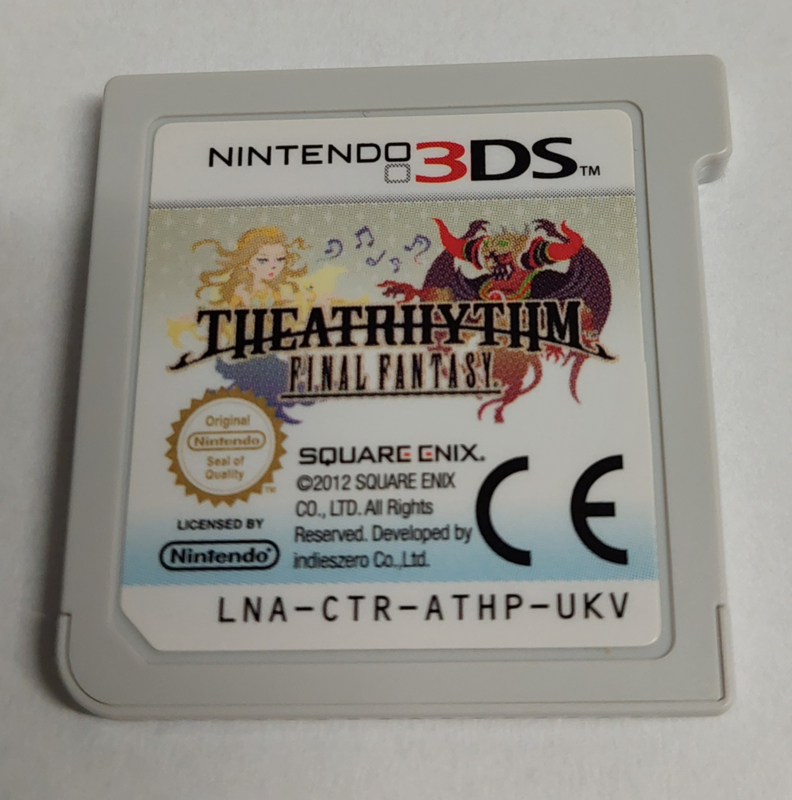 NINTENDO 3DS™
THEATRHYTHM
FINAL FANTASY®
Original
Nintendo
Seal of
Quality
™
LICENSED BY
Nintendo®
SQUARE ENIX®
©2012 SQUARE ENIX
CO., LTD. All Rights
Reserved. Developed by
indieszero Co.,Ltd.
CE
LNA-CTR-ATHP-UKV